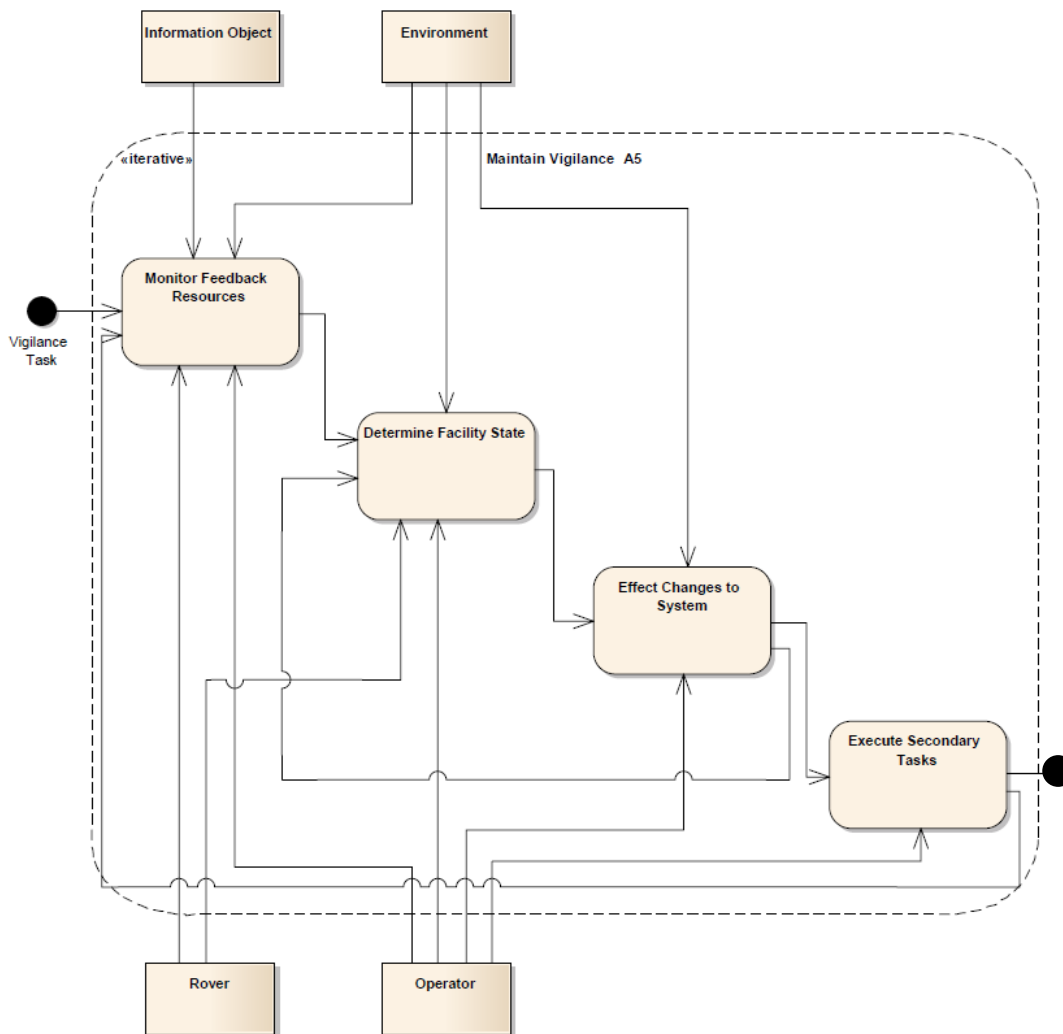 Information Object
Environment
«iterative»
Maintain Vigilance A5
Monitor Feedback
Resources
Vigilance
Task
Determine Facility State
Effect Changes to
System
Execute Secondary
Tasks
Rover
Operator